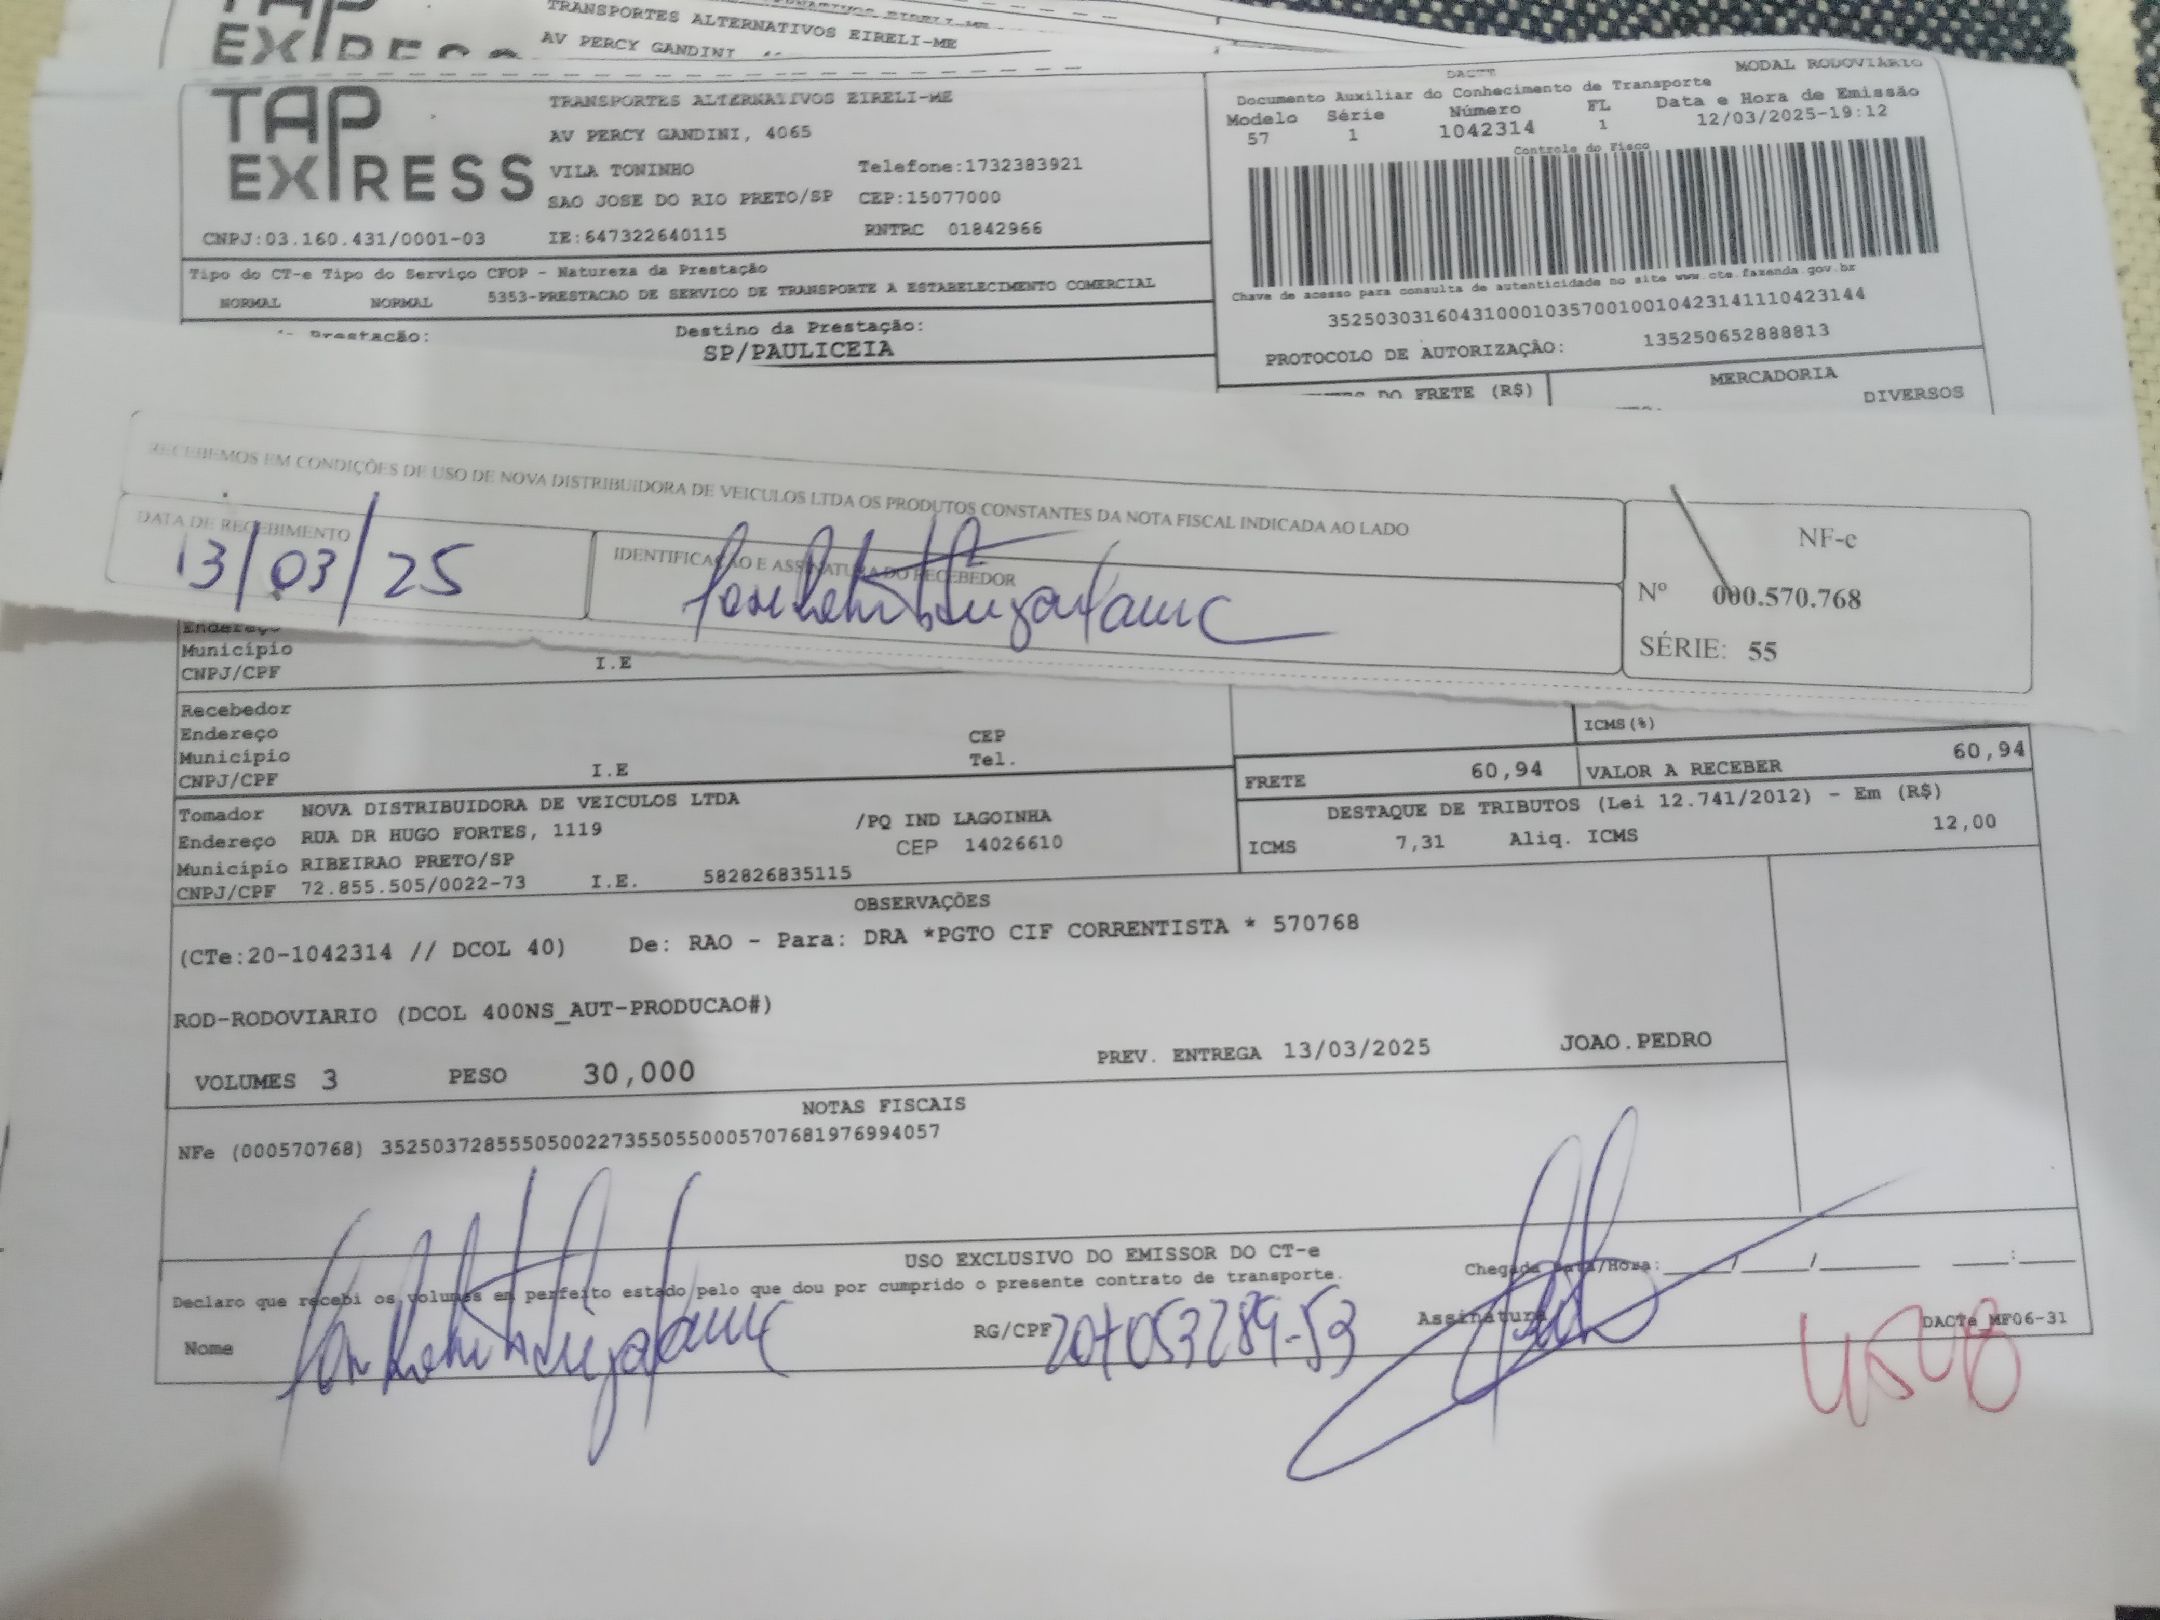 TRANSPORTES ALTERNATIVOS EIRELI-ME
AV PERCY GANDINI
TAP EXPRESS
TRANSPORTES ALTERNATIVOS EIRELI-ME
AV PERCY GANDINI, 4065
VILA TONINHO Telefone:1732383921
SAO JOSE DO RIO PRETO/SP CEP:15077000
CNPJ:03.160.431/0001-03 IE:647322640115 RNTRC 01842966
Tipo do CT-e Tipo do Serviço CFOP - Natureza da Prestação
NORMAL NORMAL 5353-PRESTACAO DE SERVICO DE TRANSPORTE A ESTABELECIMENTO COMERCIAL
Prestação: Destino da Prestação:
SP/PAULICEIA
DACTE MODAL RODOVIÁRIO
Documento Auxiliar do Conhecimento de Transporte
Modelo Série Número FL Data e Hora de Emissão
57 1 1042314 1 12/03/2025-19:12
Controle do Fisco
Chave de acesso para consulta de autenticidade no site www.cte.fazenda.gov.br
35250303160431000103570010010423141110423144
PROTOCOLO DE AUTORIZAÇÃO: 135250652888813
DO FRETE (R$) MERCADORIA
DIVERSOS
RECEBEMOS EM CONDIÇÕES DE USO DE NOVA DISTRIBUIDORA DE VEICULOS LTDA OS PRODUTOS CONSTANTES DA NOTA FISCAL INDICADA AO LADO
DATA DE RECEBIMENTO IDENTIFICAÇÃO E ASSINATURA DO RECEBEDOR
13/03/25
NF-e
Nº 000.570.768
SÉRIE: 55
Endereço
Município
CNPJ/CPF I.E
Recebedor
Endereço CEP
Município Tel.
CNPJ/CPF I.E
ICMS(%)
FRETE 60,94 VALOR A RECEBER 60,94
Tomador NOVA DISTRIBUIDORA DE VEICULOS LTDA
Endereço RUA DR HUGO FORTES, 1119 /PQ IND LAGOINHA
Município RIBEIRAO PRETO/SP CEP 14026610
CNPJ/CPF 72.855.505/0022-73 I.E. 582826835115
DESTAQUE DE TRIBUTOS (Lei 12.741/2012) - Em (R$)
ICMS 7,31 Aliq. ICMS 12,00
OBSERVAÇÕES
(CTe:20-1042314 // DCOL 40) De: RAO - Para: DRA *PGTO CIF CORRENTISTA * 570768
ROD-RODOVIARIO (DCOL 400NS_AUT-PRODUCAO#)
VOLUMES 3 PESO 30,000 PREV. ENTREGA 13/03/2025 JOAO.PEDRO
NOTAS FISCAIS
NFe (000570768) 35250372855505002273550550005707681976994057
USO EXCLUSIVO DO EMISSOR DO CT-e
Declaro que recebi os volumes em perfeito estado pelo que dou por cumprido o presente contrato de transporte. Chegada Data/Hora:____/____/______ ____:____
Nome RG/CPF Assinatura DACTe_MF06-31